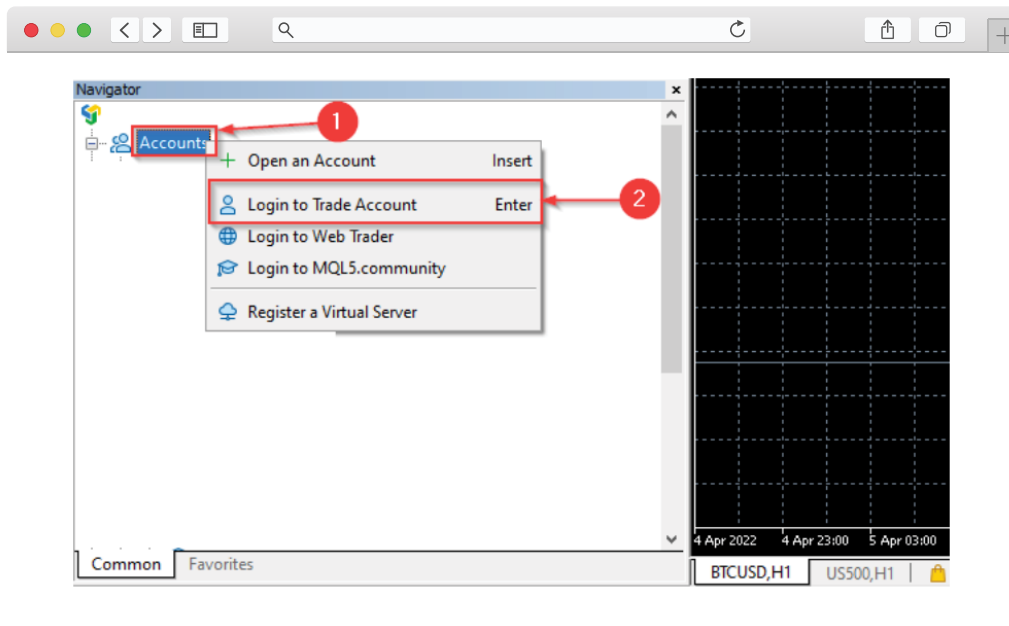 Navigator
1
Accounts
Open an Account Insert
Login to Trade Account Enter
2
Login to Web Trader
Login to MQL5.community
Register a Virtual Server
4 Apr 2022 4 Apr 23:00 5 Apr 03:00
Common Favorites
BTCUSD,H1 US500,H1